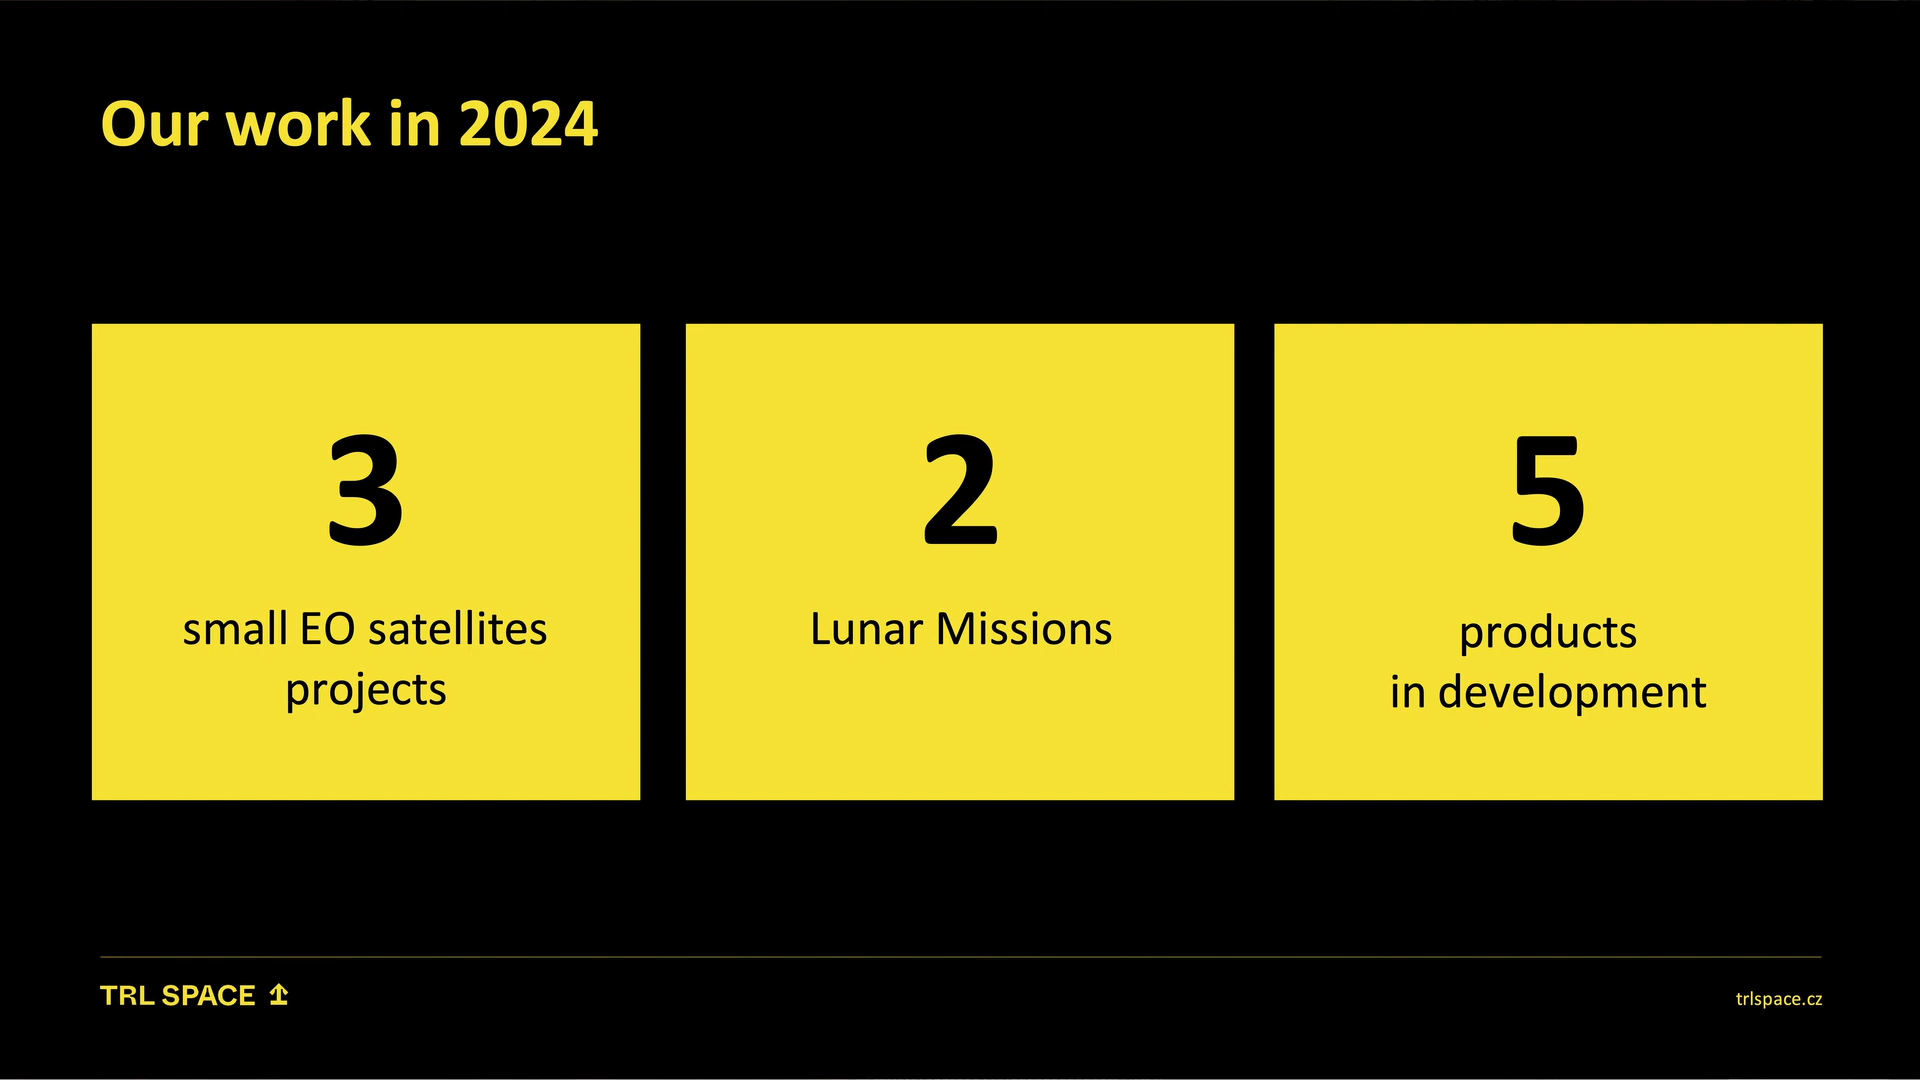 Our work in 2024
3
small EO satellites
projects
2
Lunar Missions
5
products
in development
TRL SPACE
trlspace.cz